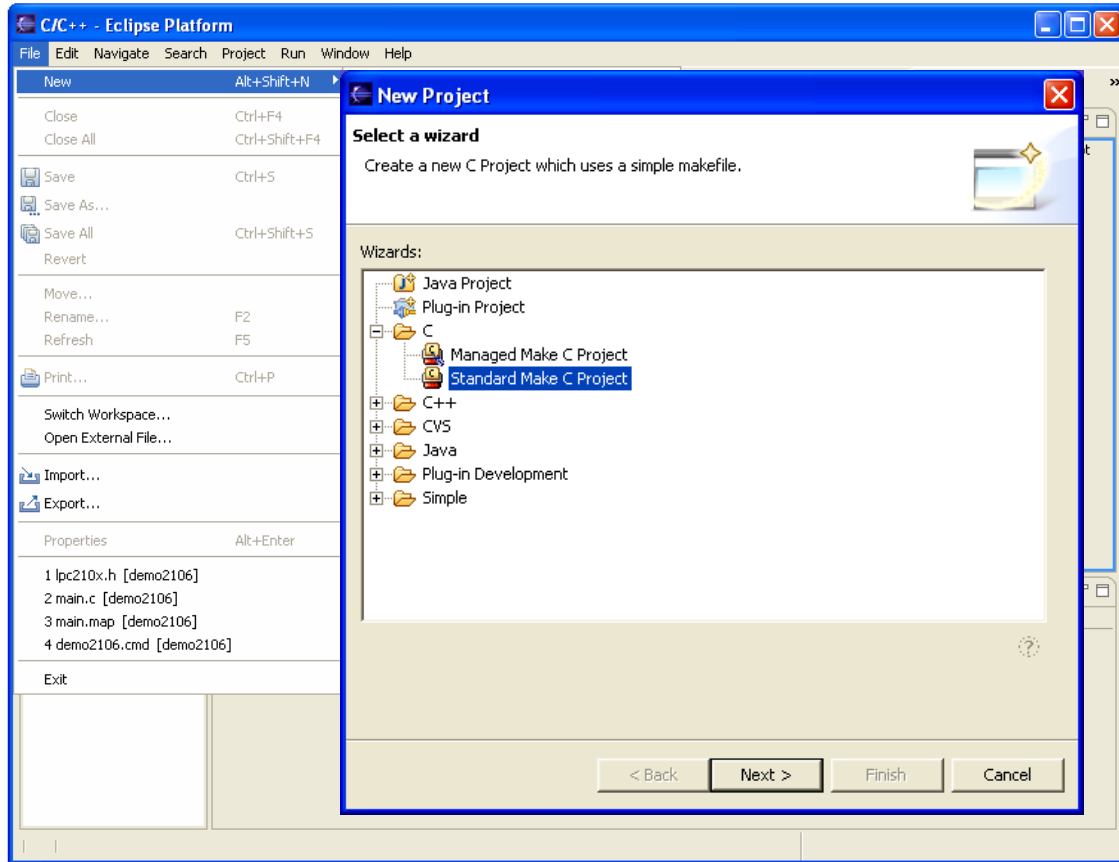 C/C++ - Eclipse Platform
File Edit Navigate Search Project Run Window Help
New Alt+Shift+N
Close Ctrl+F4
Close All Ctrl+Shift+F4
Save Ctrl+S
Save As...
Save All Ctrl+Shift+S
Revert
Move...
Rename... F2
Refresh F5
Print... Ctrl+P
Switch Workspace...
Open External File...
Import...
Export...
Properties Alt+Enter
1 lpc210x.h [demo2106]
2 main.c [demo2106]
3 main.map [demo2106]
4 demo2106.cmd [demo2106]
Exit
New Project
Select a wizard
Create a new C Project which uses a simple makefile.
Wizards:
Java Project
Plug-in Project
C
Managed Make C Project
Standard Make C Project
C++
CVS
Java
Plug-in Development
Simple
< Back Next > Finish Cancel